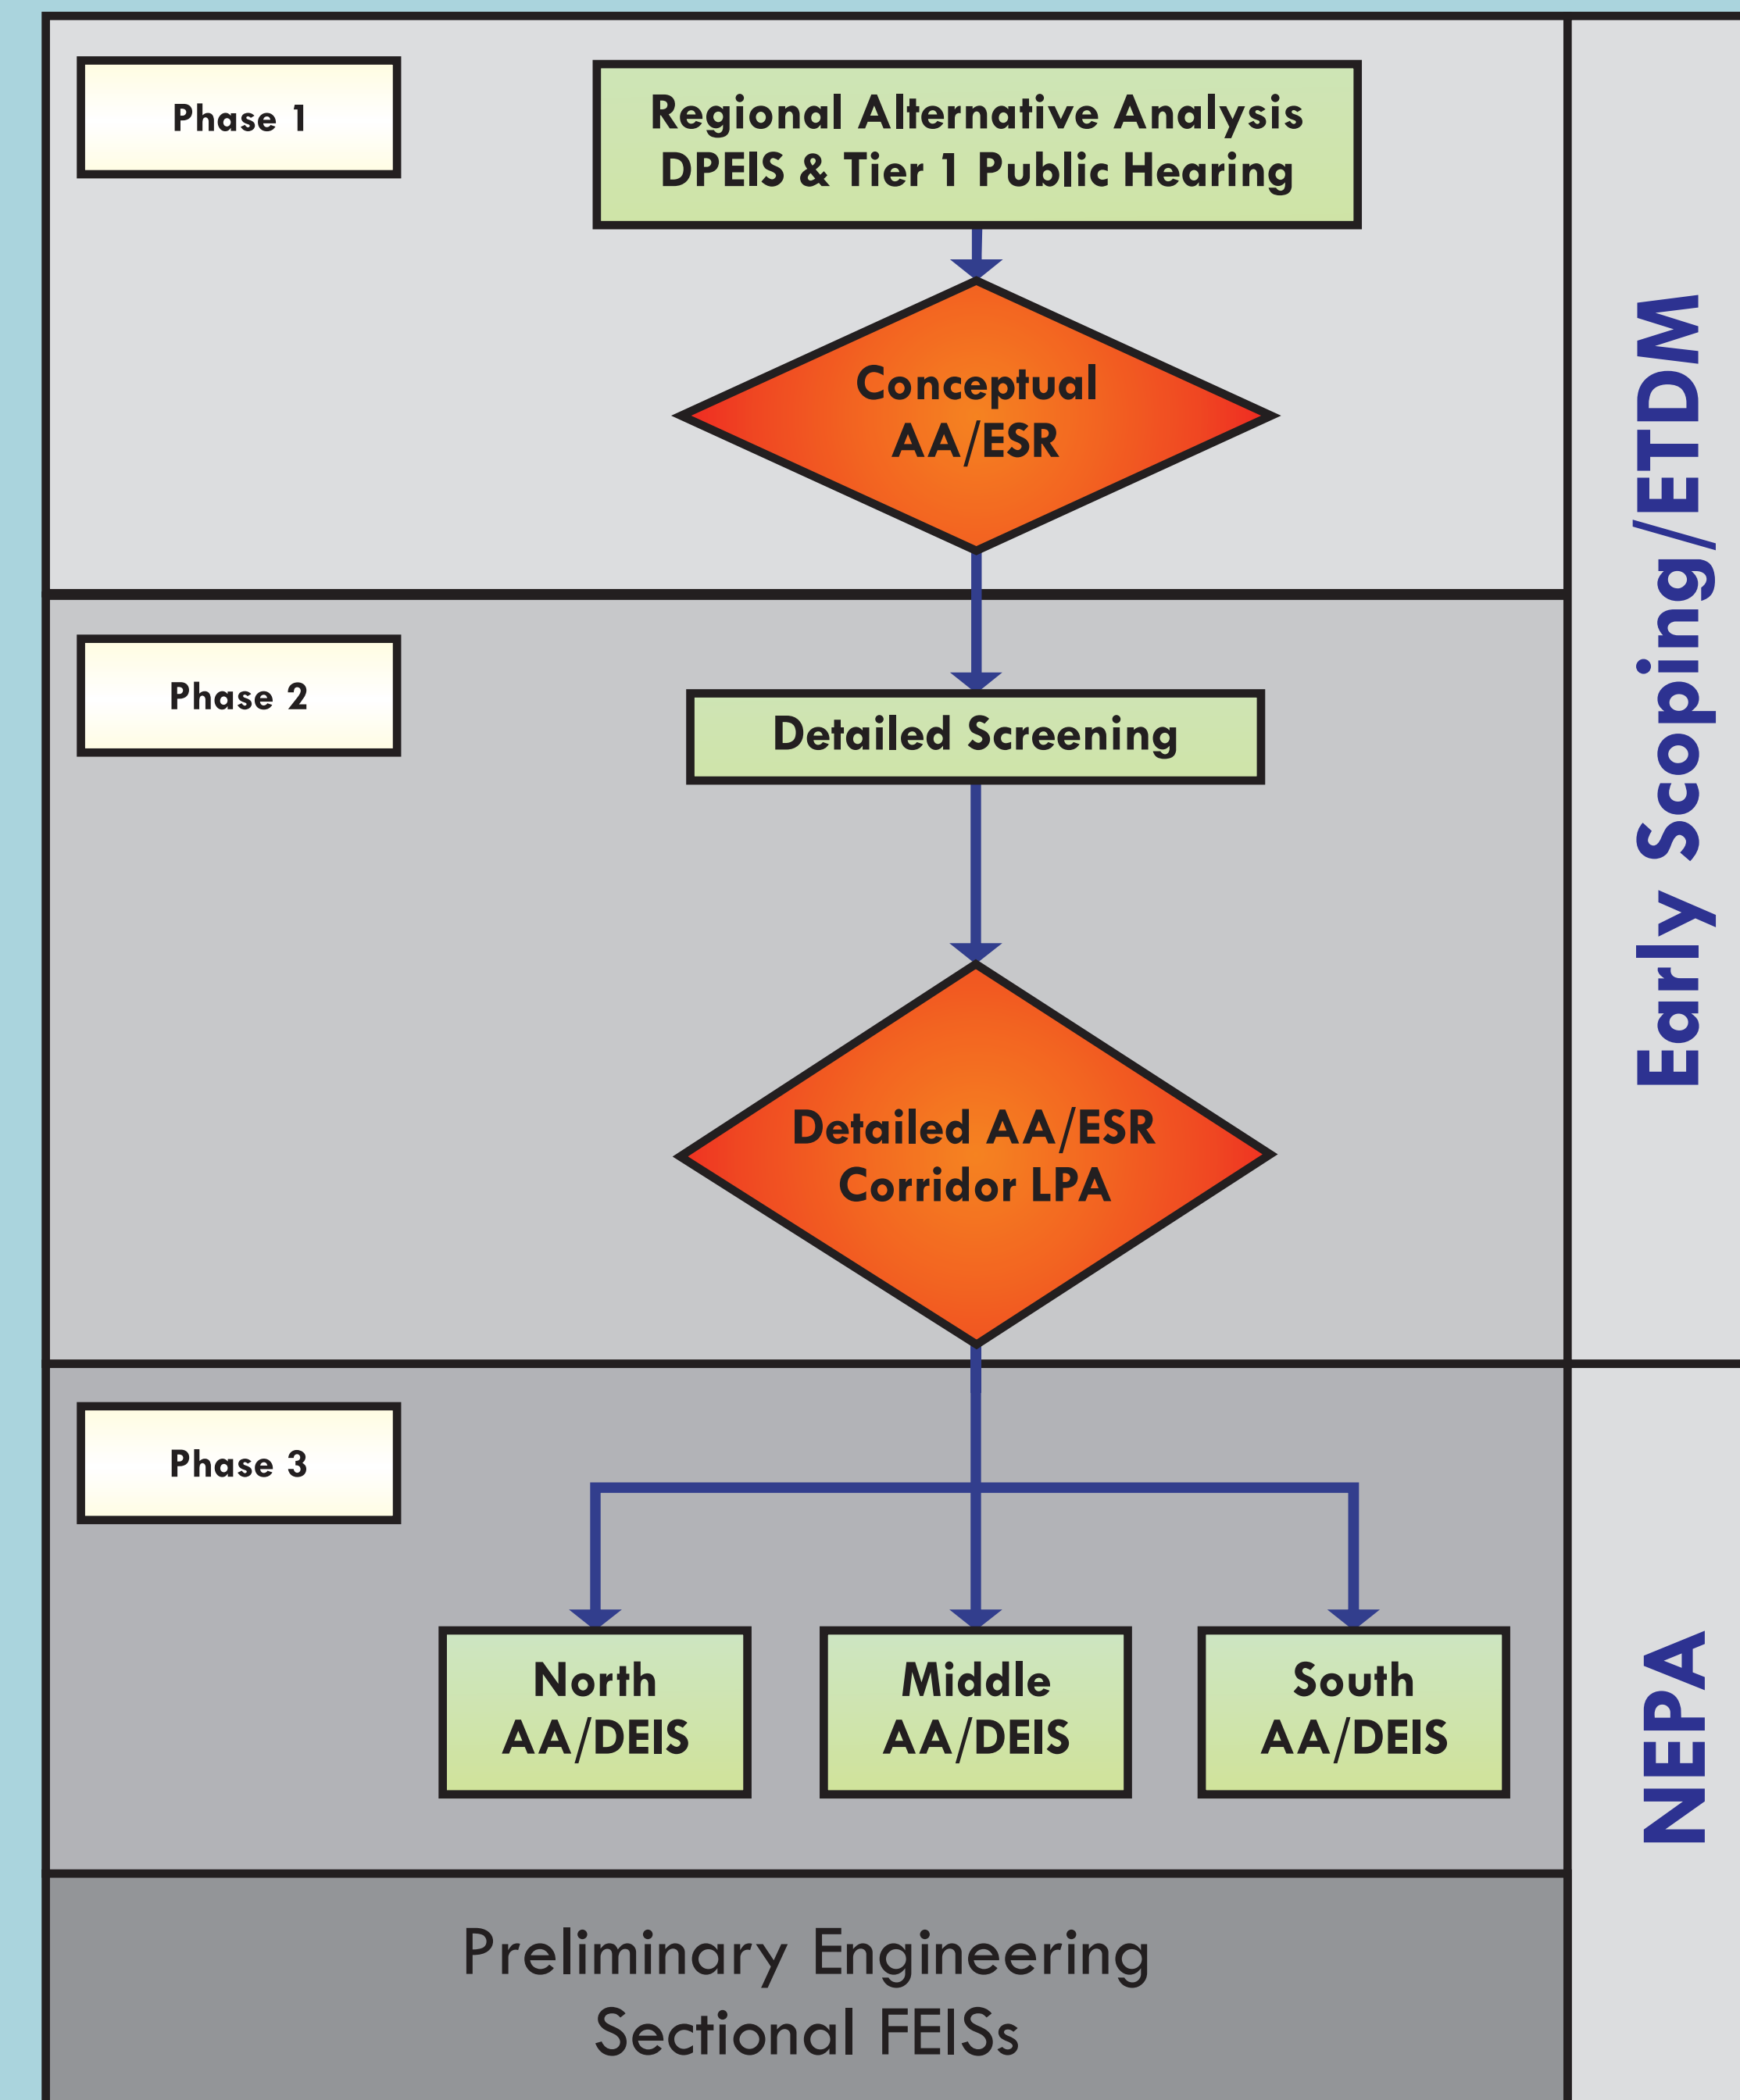 Phase 1
Regional Alternative Analysis
DPEIS & Tier 1 Public Hearing
Conceptual
AA/ESR
Early Scoping/ETDM
Phase 2
Detailed Screening
Detailed AA/ESR
Corridor LPA
Phase 3
North
AA/DEIS
Middle
AA/DEIS
South
AA/DEIS
NEPA
Preliminary Engineering
Sectional FEISs